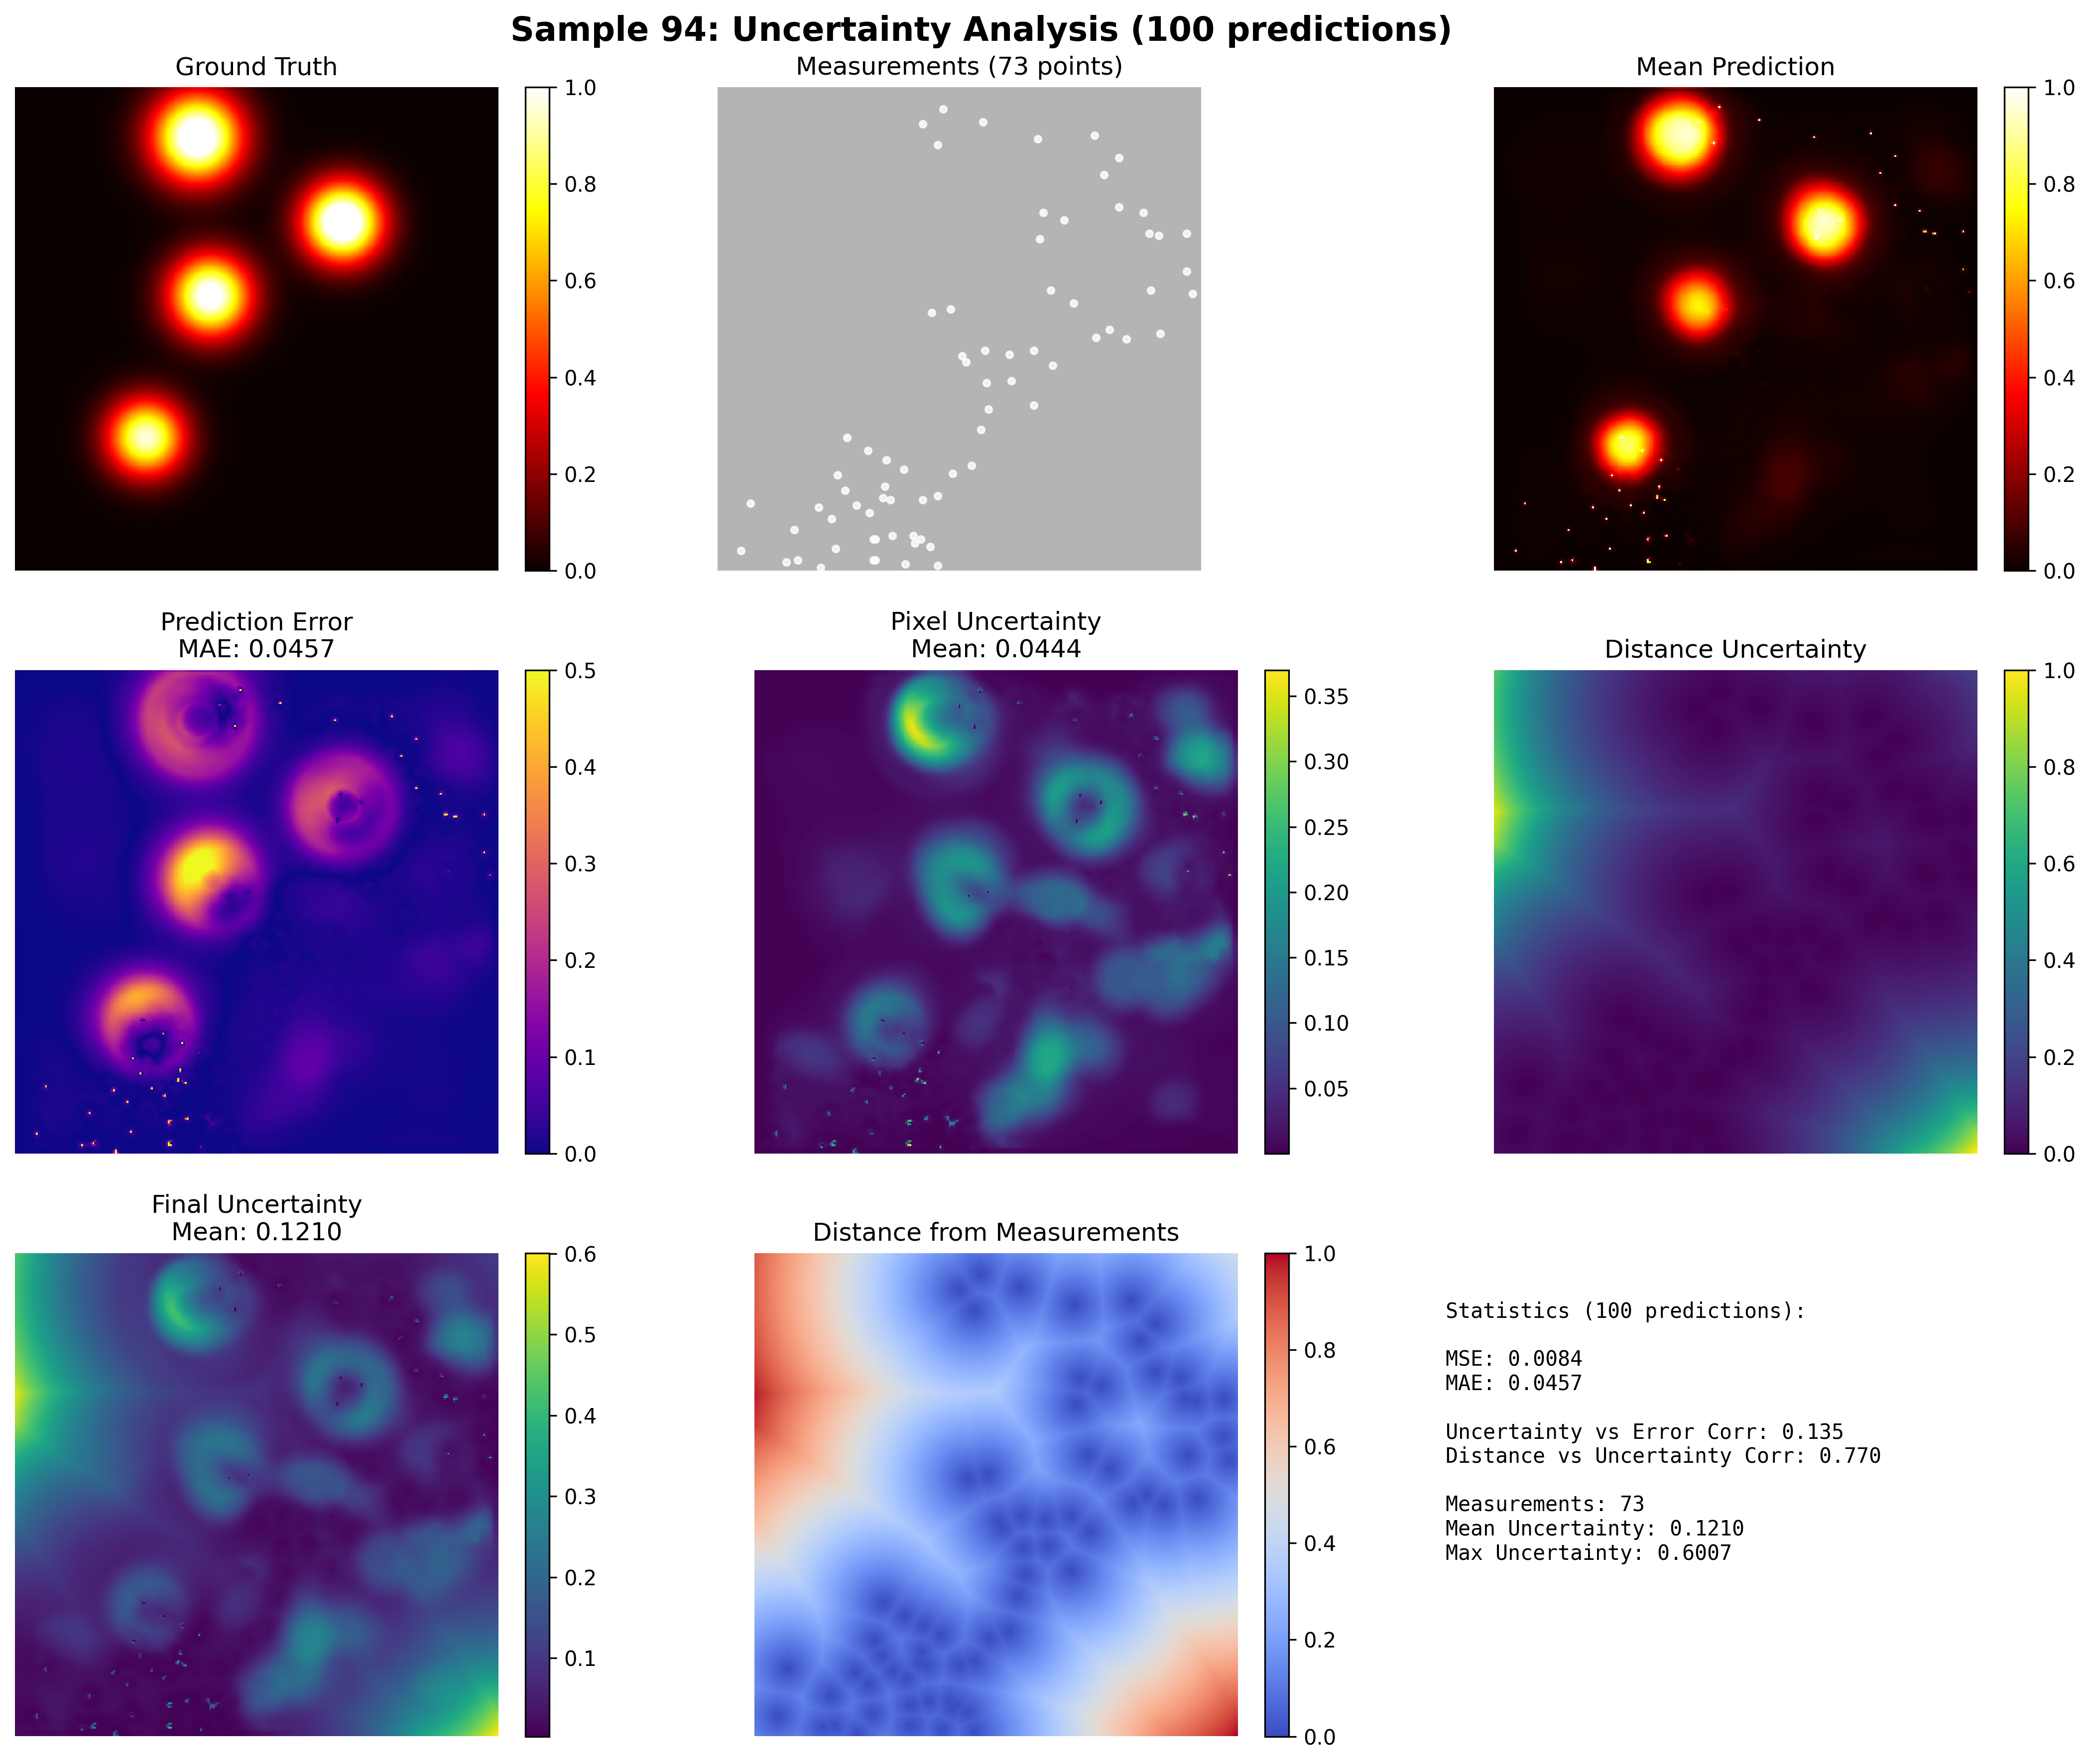 Sample 94: Uncertainty Analysis (100 predictions)
Ground Truth
1.0
0.8
0.6
0.4
0.2
0.0
Measurements (73 points)
Mean Prediction
1.0
0.8
0.6
0.4
0.2
0.0
Prediction Error
MAE: 0.0457
0.5
0.4
0.3
0.2
0.1
0.0
Pixel Uncertainty
Mean: 0.0444
0.35
0.30
0.25
0.20
0.15
0.10
0.05
Distance Uncertainty
1.0
0.8
0.6
0.4
0.2
0.0
Final Uncertainty
Mean: 0.1210
0.6
0.5
0.4
0.3
0.2
0.1
Distance from Measurements
1.0
0.8
0.6
0.4
0.2
0.0
Statistics (100 predictions):
MSE: 0.0084
MAE: 0.0457
Uncertainty vs Error Corr: 0.135
Distance vs Uncertainty Corr: 0.770
Measurements: 73
Mean Uncertainty: 0.1210
Max Uncertainty: 0.6007